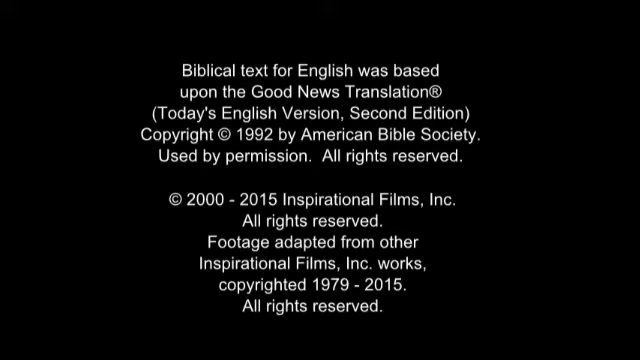 Biblical text for English was based
upon the Good News Translation®
(Today's English Version, Second Edition)
Copyright © 1992 by American Bible Society.
Used by permission.  All rights reserved.
© 2000 - 2015 Inspirational Films, Inc.
All rights reserved.
Footage adapted from other
Inspirational Films, Inc. works,
copyrighted 1979 - 2015.
All rights reserved.